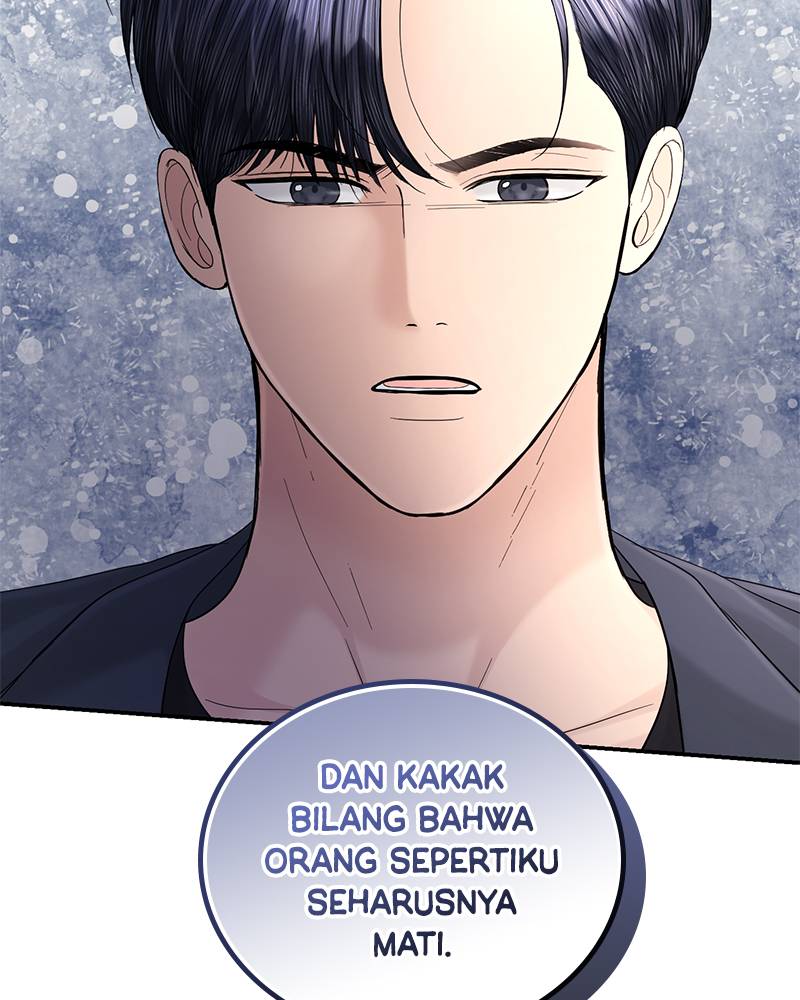 DAN KAKAK
BILANG BAHWA
ORANG SEPERTIKU
SEHARUSNYA
MATI.